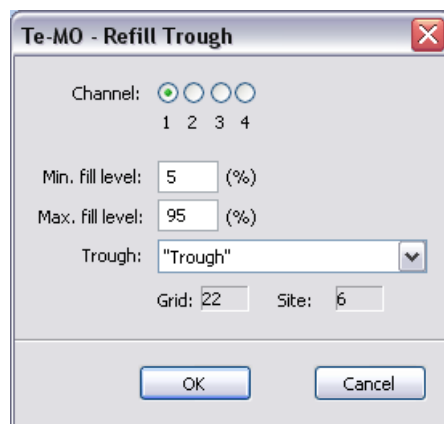 Te-MO - Refill Trough
Channel:
1 2 3 4
Min. fill level: 5 (%)
Max. fill level: 95 (%)
Trough: "Trough"
Grid: 22 Site: 6
OK Cancel